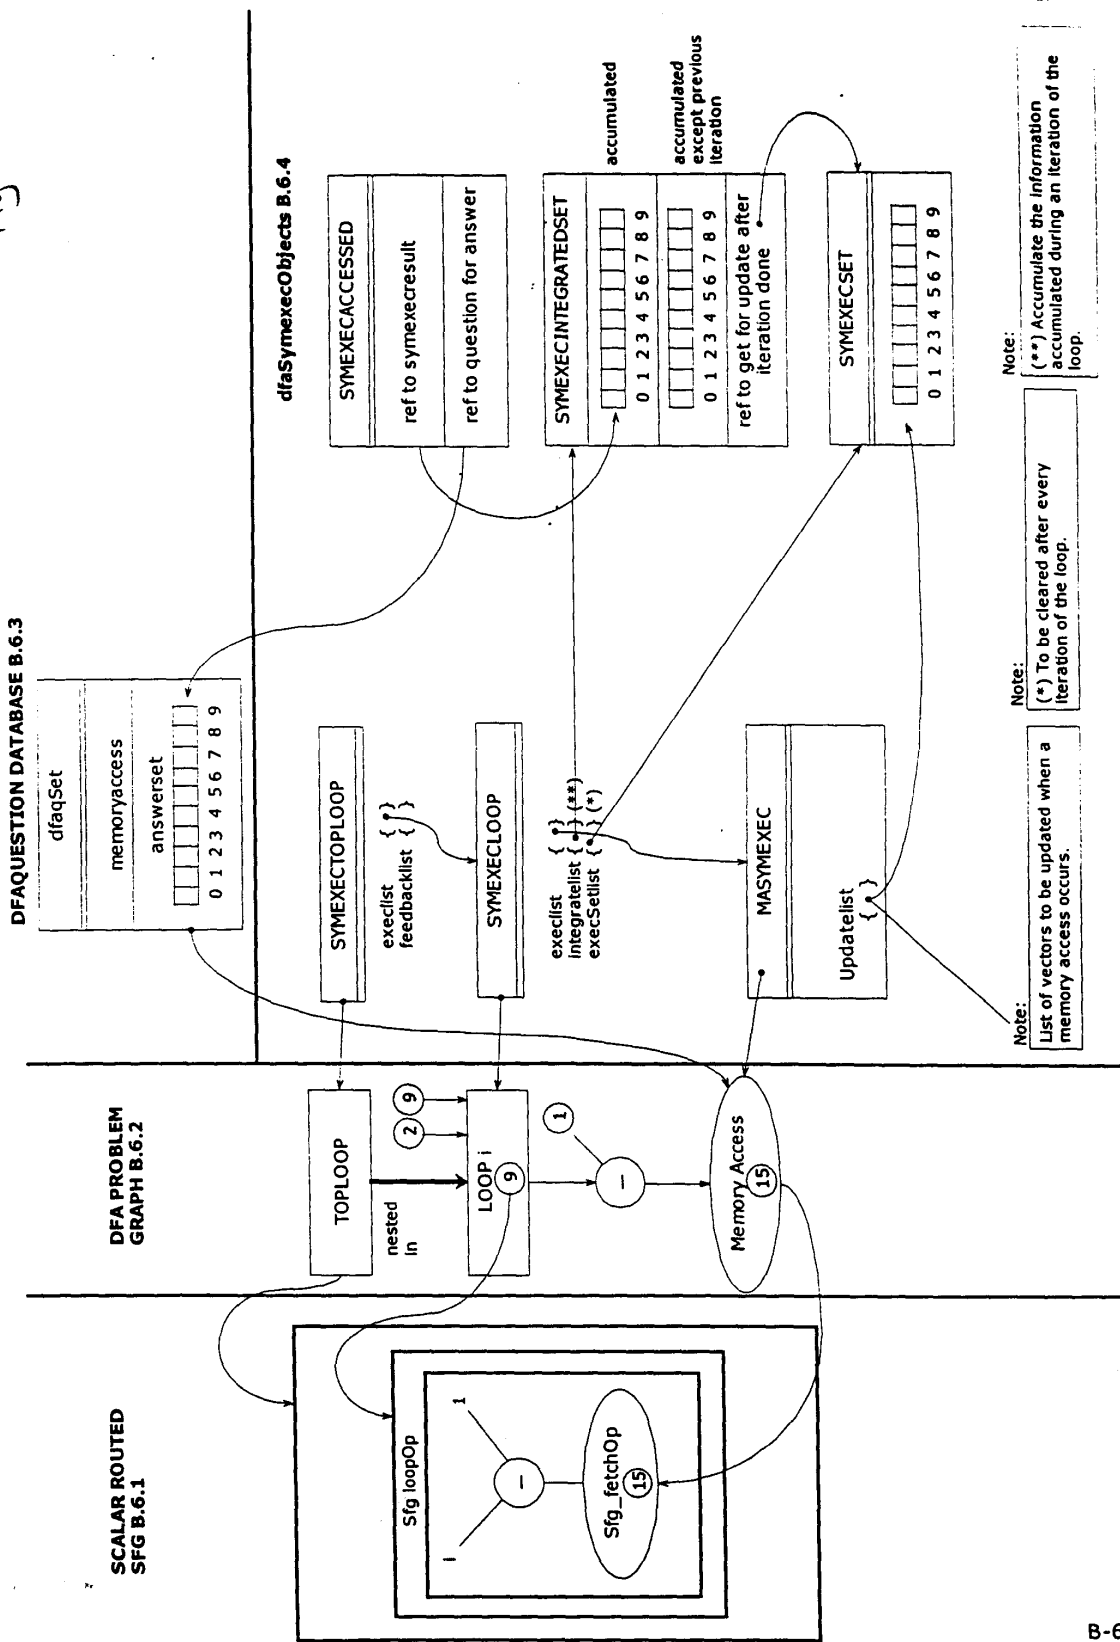 SCALAR ROUTED
SFG B.6.1
Sfg loopOp
I
1
–
Sfg_fetchOp
15
DFA PROBLEM
GRAPH B.6.2
TOPLOOP
nested
in
2
9
LOOP i
9
1
–
Memory Access
15
DFAQUESTION DATABASE B.6.3
dfaqSet
memoryaccess
answerset
0 1 2 3 4 5 6 7 8 9
dfaSymexecObjects B.6.4
SYMEXECTOPLOOP
execlist
feedbacklist { }
SYMEXECLOOP
execlist { }
integratelist { } (**)
execSetlist { } (*)
MASYMEXEC
Updatelist
{ }
SYMEXECACCESSED
ref to symexecresult
ref to question for answer
SYMEXECINTEGRATEDSET
0 1 2 3 4 5 6 7 8 9
accumulated
0 1 2 3 4 5 6 7 8 9
accumulated
except previous
iteration
ref to get for update after
iteration done
SYMEXECSET
0 1 2 3 4 5 6 7 8 9
Note:
List of vectors to be updated when a
memory access occurs.
Note:
(*) To be cleared after every
iteration of the loop.
Note:
(**) Accumulate the information
accumulated during an iteration of the
loop.